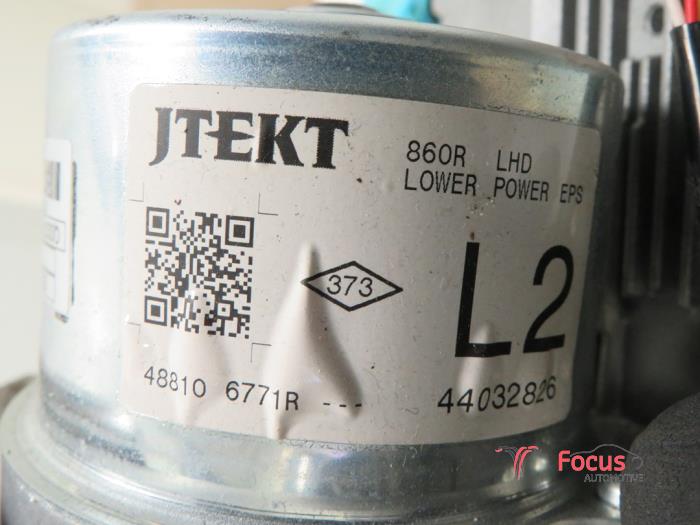 JTEKT
860R LHD
LOWER POWER EPS
373
L2
48810 6771R ---
44032826
Focus
AUTOMOTIVE